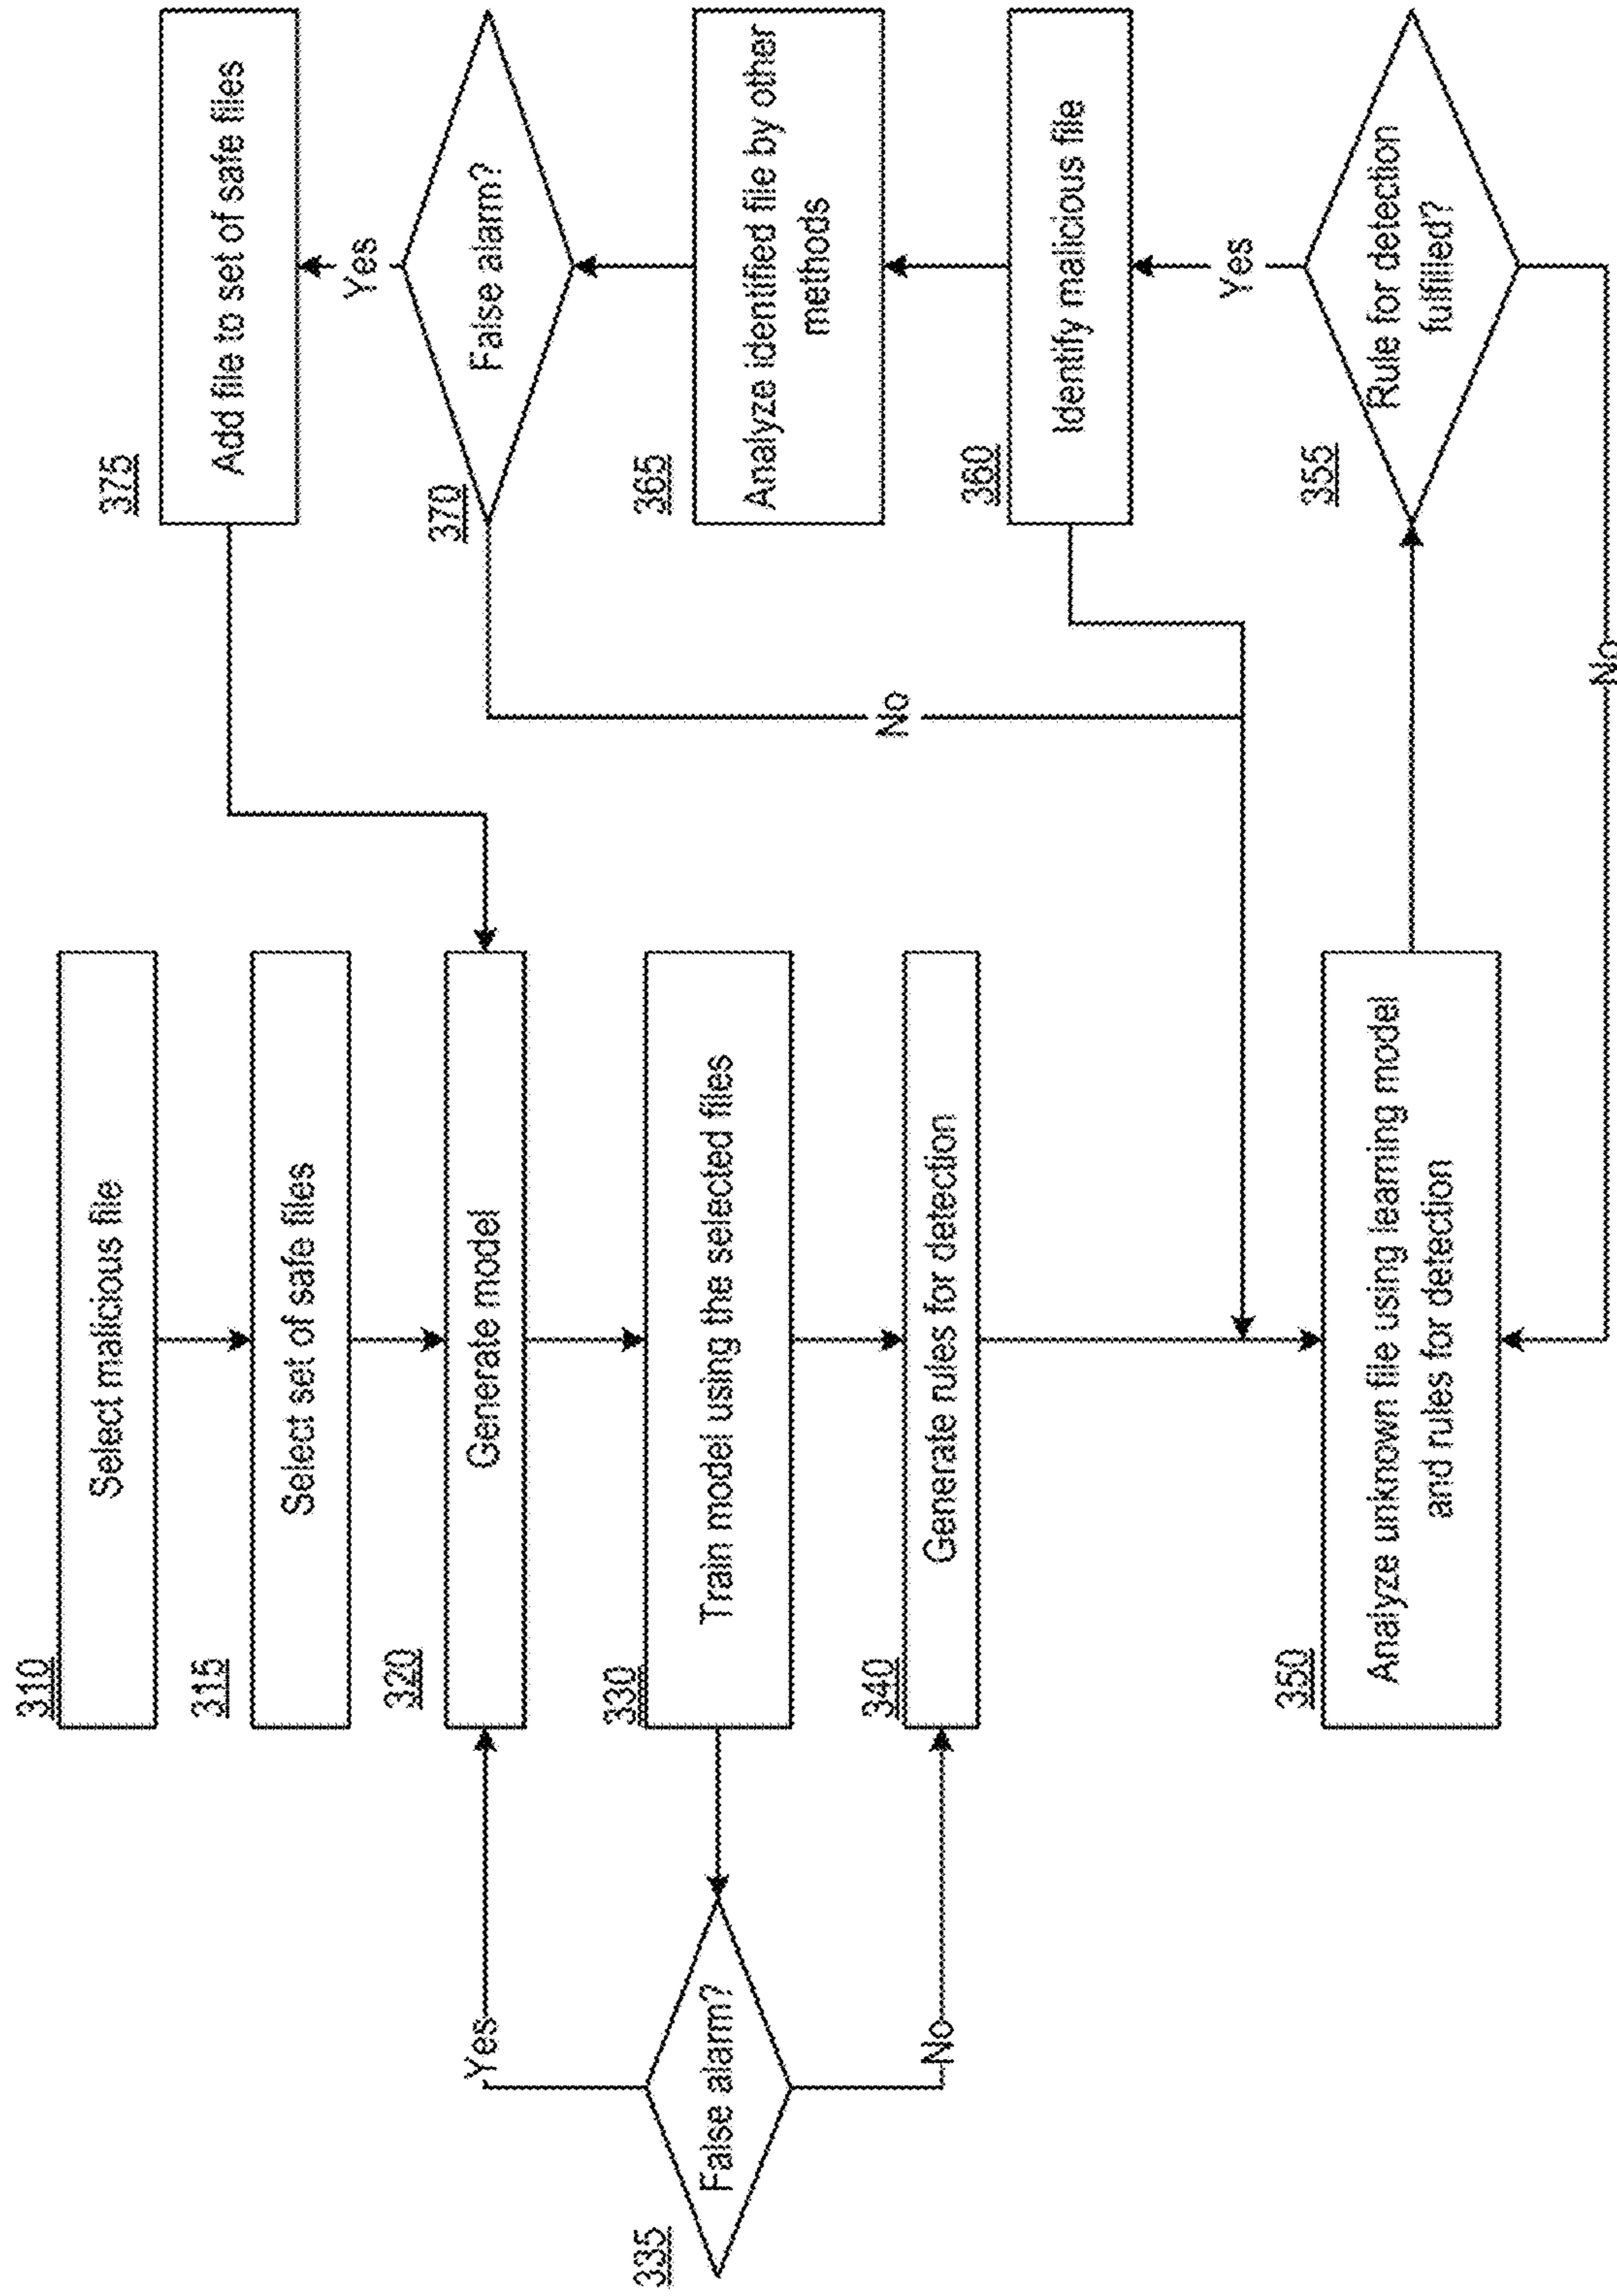 310
Select malicious file
315
Select set of safe files
320
Generate model
330
Train model using the selected files
335
False alarm?
Yes
No
340
Generate rules for detection
350
Analyze unknown file using learning model
and rules for detection
355
Rule for detection
fulfilled?
Yes
No
360
Identify malicious file
365
Analyze identified file by other
methods
370
False alarm?
Yes
No
375
Add file to set of safe files